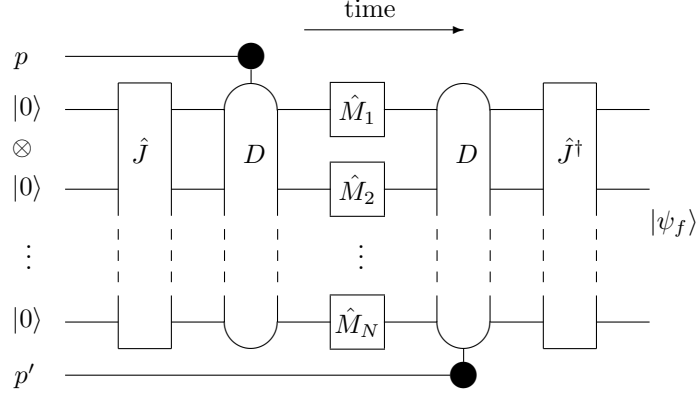 time
p
|0⟩ Ĵ D M̂₁ D Ĵ†
⊗
|0⟩ M̂₂
|ψ_f⟩
⋮ ⋮
|0⟩ M̂_N
p′